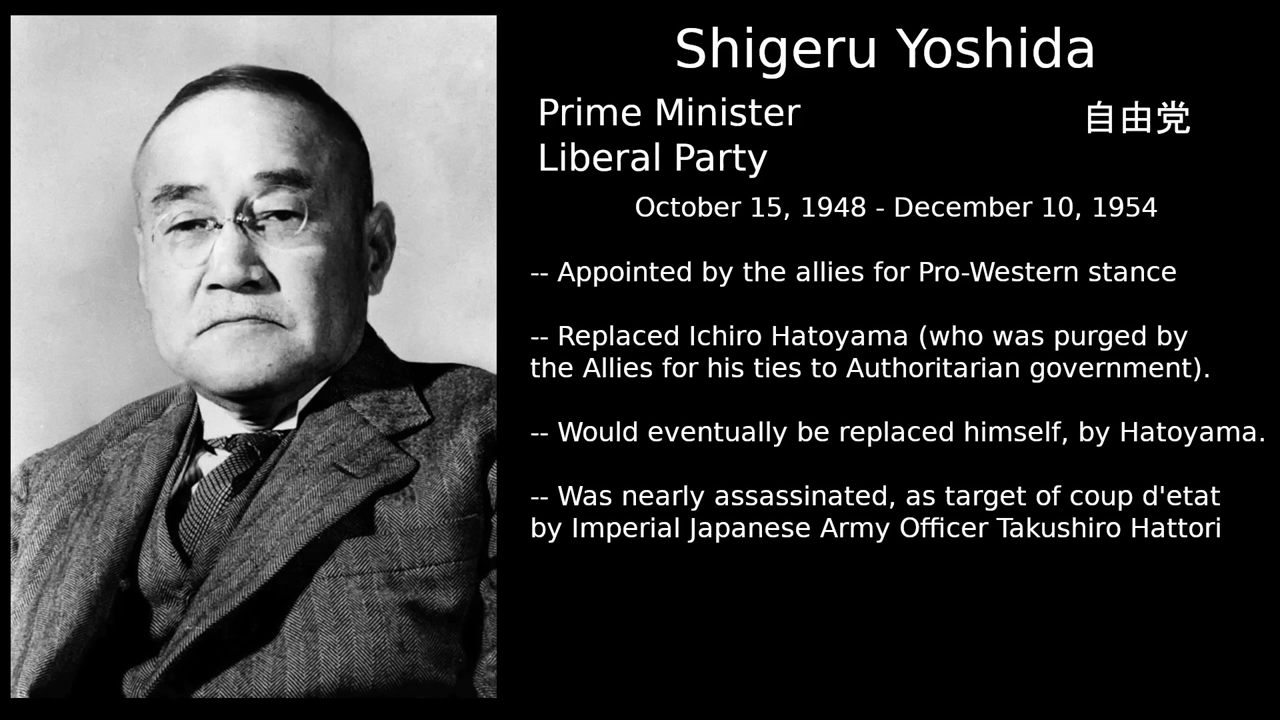 Shigeru Yoshida
Prime Minister
自由党
Liberal Party
October 15, 1948 - December 10, 1954
-- Appointed by the allies for Pro-Western stance
-- Replaced Ichiro Hatoyama (who was purged by
the Allies for his ties to Authoritarian government).
-- Would eventually be replaced himself, by Hatoyama.
-- Was nearly assassinated, as target of coup d'etat
by Imperial Japanese Army Officer Takushiro Hattori